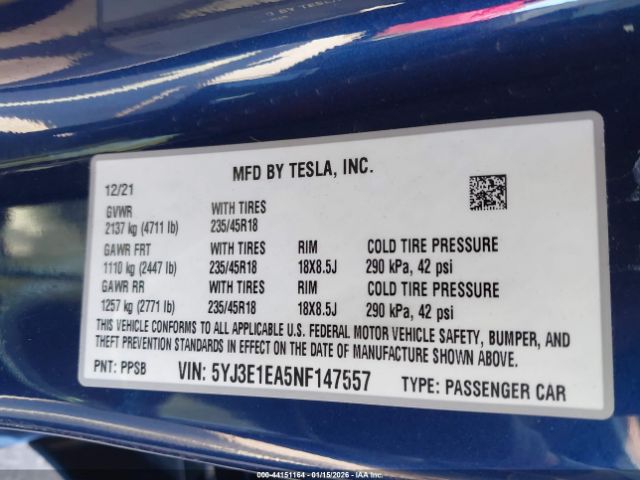 MFD BY TESLA, INC.
12/21
GVWR WITH TIRES
2137 kg (4711 lb) 235/45R18
GAWR FRT WITH TIRES RIM COLD TIRE PRESSURE
1110 kg (2447 lb) 235/45R18 18X8.5J 290 kPa, 42 psi
GAWR RR WITH TIRES RIM COLD TIRE PRESSURE
1257 kg (2771 lb) 235/45R18 18X8.5J 290 kPa, 42 psi
THIS VEHICLE CONFORMS TO ALL APPLICABLE U.S. FEDERAL MOTOR VEHICLE SAFETY, BUMPER, AND
THEFT PREVENTION STANDARDS IN EFFECT ON THE DATE OF MANUFACTURE SHOWN ABOVE.
PNT: PPSB VIN: 5YJ3E1EA5NF147557 TYPE: PASSENGER CAR
000-44151164 - 01/15/2026 - IAA Inc.